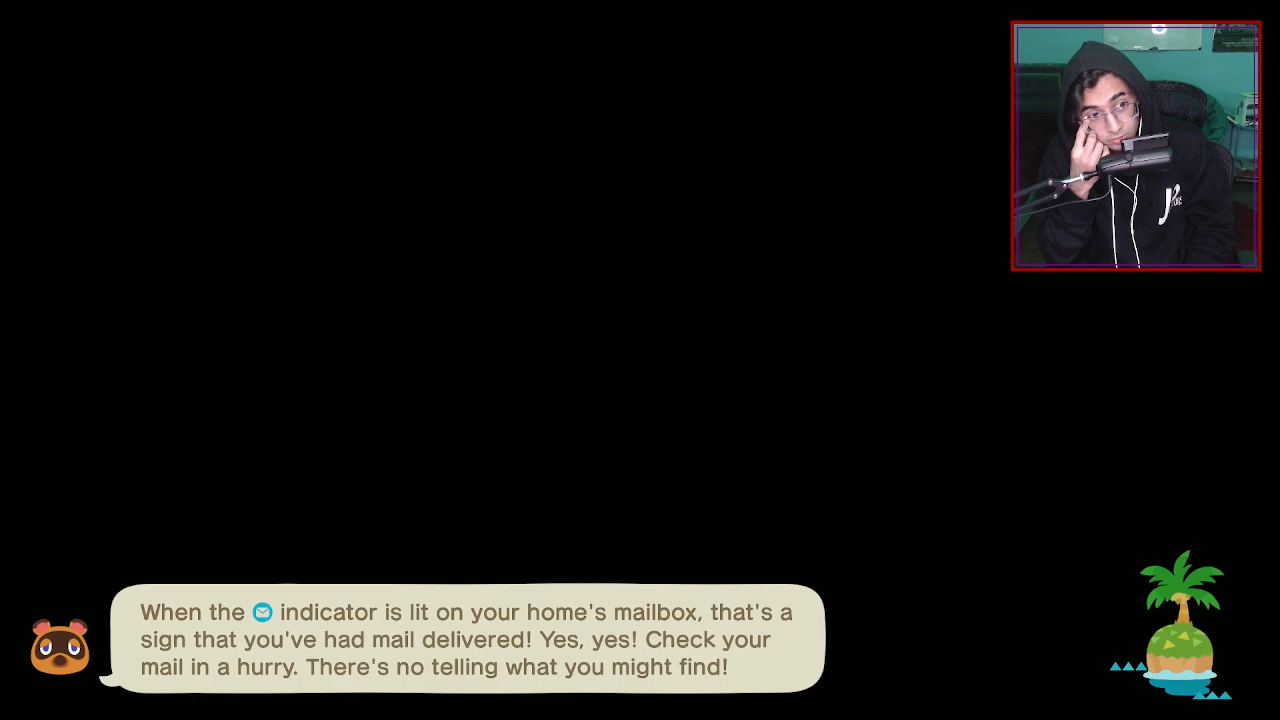 When the indicator is lit on your home's mailbox, that's a
sign that you've had mail delivered! Yes, yes! Check your
mail in a hurry. There's no telling what you might find!